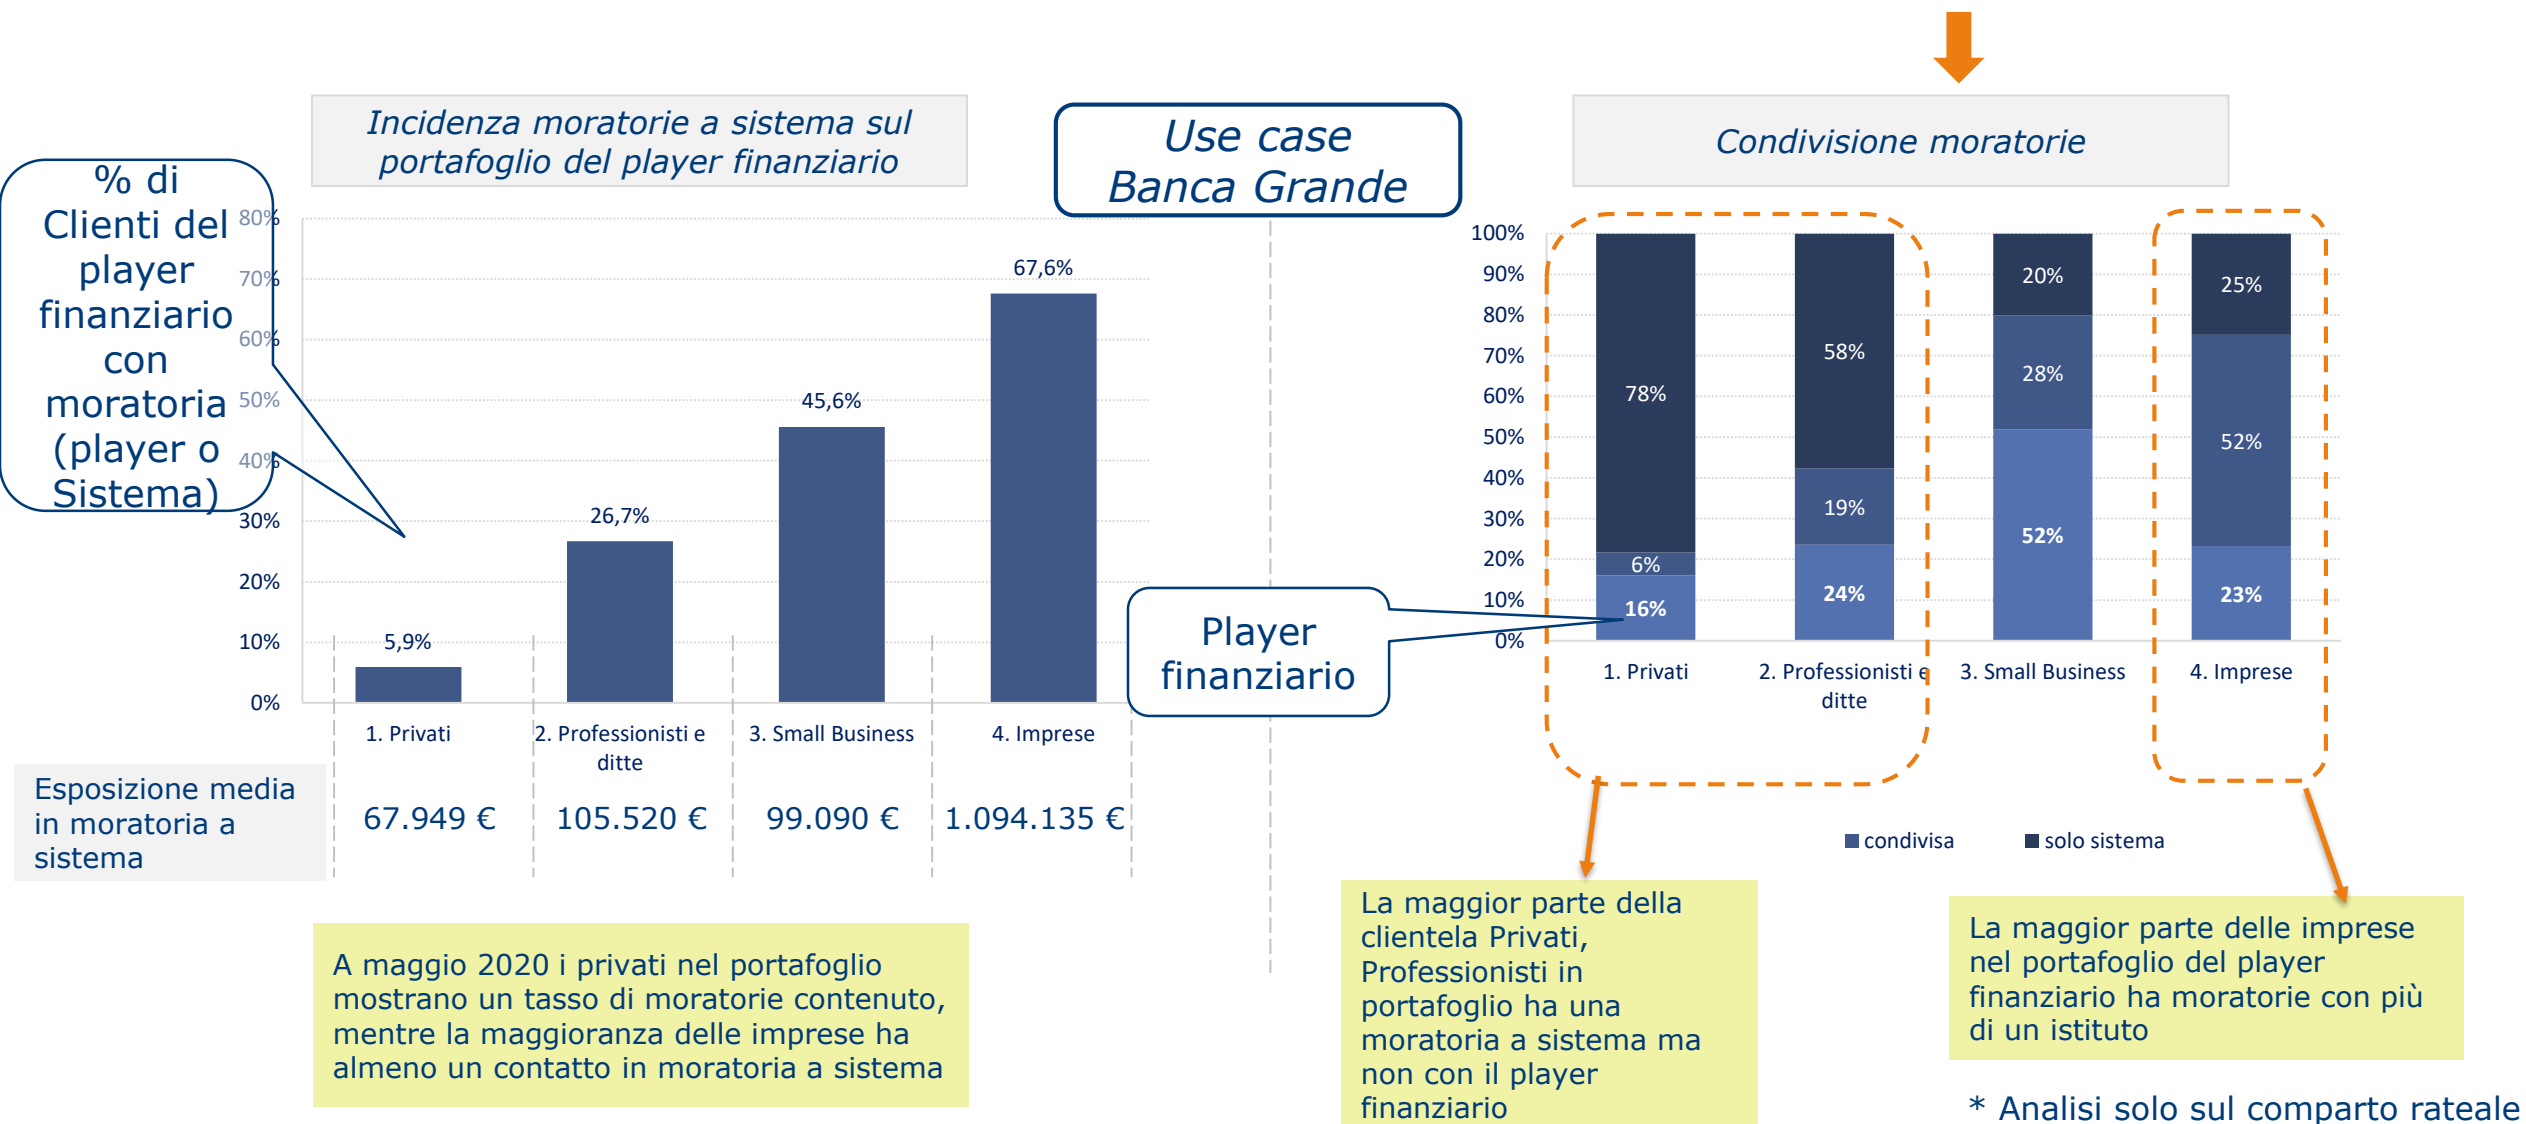 Incidenza moratorie a sistema sul
portafoglio del player finanziario
Use case
Banca Grande
Condivisione moratorie
% di
Clienti del
player
finanziario
con
moratoria
(player o
Sistema)
80%
70%
60%
50%
40%
30%
20%
10%
0%
5,9%
26,7%
45,6%
67,6%
1. Privati
2. Professionisti e
ditte
3. Small Business
4. Imprese
Esposizione media
in moratoria a
sistema
67.949 €
105.520 €
99.090 €
1.094.135 €
A maggio 2020 i privati nel portafoglio
mostrano un tasso di moratorie contenuto,
mentre la maggioranza delle imprese ha
almeno un contatto in moratoria a sistema
Player
finanziario
100%
90%
80%
70%
60%
50%
40%
30%
20%
10%
0%
78%
6%
16%
58%
19%
24%
20%
28%
52%
25%
52%
23%
1. Privati
2. Professionisti e
ditte
3. Small Business
4. Imprese
condivisa
solo sistema
La maggior parte della
clientela Privati,
Professionisti in
portafoglio ha una
moratoria a sistema ma
non con il player
finanziario
La maggior parte delle imprese
nel portafoglio del player
finanziario ha moratorie con più
di un istituto
* Analisi solo sul comparto rateale